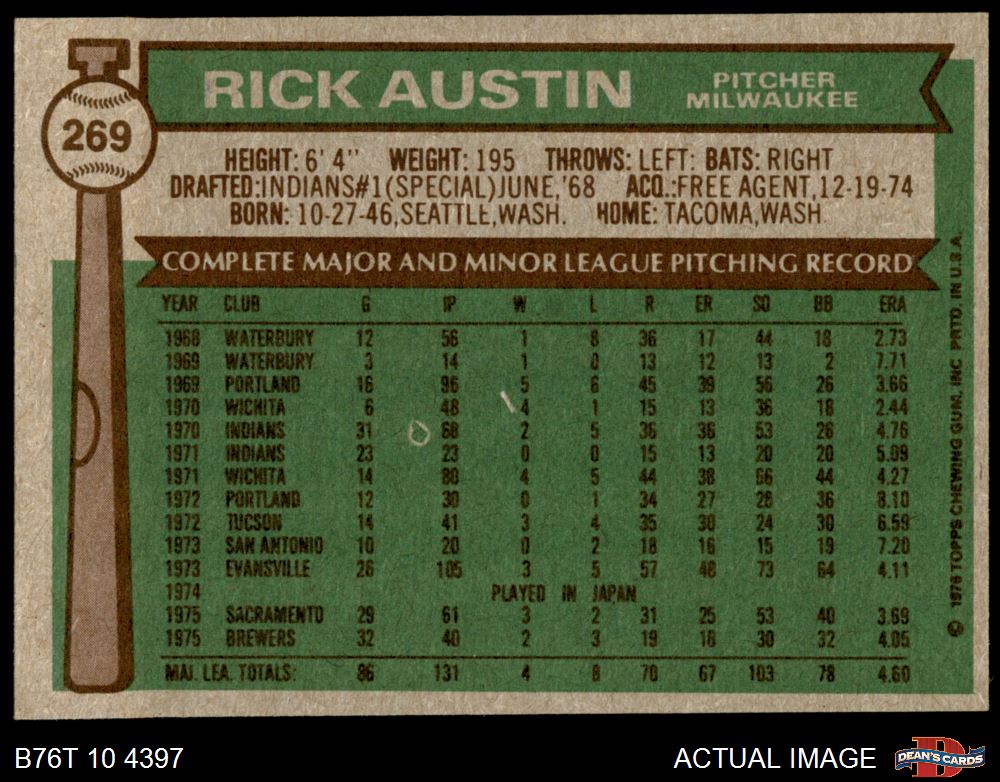 RICK AUSTIN
PITCHER
MILWAUKEE
269
HEIGHT: 6' 4" WEIGHT: 195 THROWS: LEFT: BATS: RIGHT
DRAFTED:INDIANS#1(SPECIAL)JUNE,'68 ACQ.:FREE AGENT,12-19-74
BORN: 10-27-46,SEATTLE,WASH. HOME: TACOMA,WASH.
COMPLETE MAJOR AND MINOR LEAGUE PITCHING RECORD
YEAR CLUB G IP W L R ER SO BB ERA
1968 WATERBURY 12 56 1 8 36 17 44 18 2.73
1969 WATERBURY 3 14 1 0 13 12 13 2 7.71
1969 PORTLAND 16 96 5 6 45 39 56 26 3.66
1970 WICHITA 6 48 4 1 15 13 36 18 2.44
1970 INDIANS 31 68 2 5 36 36 53 26 4.76
1971 INDIANS 23 23 0 0 15 13 20 20 5.09
1971 WICHITA 14 80 4 5 44 38 66 44 4.27
1972 PORTLAND 12 30 0 1 34 27 28 36 8.10
1972 TUCSON 14 41 3 4 35 30 24 30 6.59
1973 SAN ANTONIO 10 20 0 2 18 16 15 19 7.20
1973 EVANSVILLE 26 105 3 5 57 48 73 64 4.11
1974 PLAYED IN JAPAN
1975 SACRAMENTO 29 61 3 2 31 25 53 40 3.69
1975 BREWERS 32 40 2 3 19 18 30 32 4.05
MAJ. LEA. TOTALS: 86 131 4 8 70 67 103 78 4.60
© 1976 TOPPS CHEWING GUM, INC. PRTD. IN U.S.A.
B76T 10 4397
ACTUAL IMAGE
D
DEAN'S CARDS